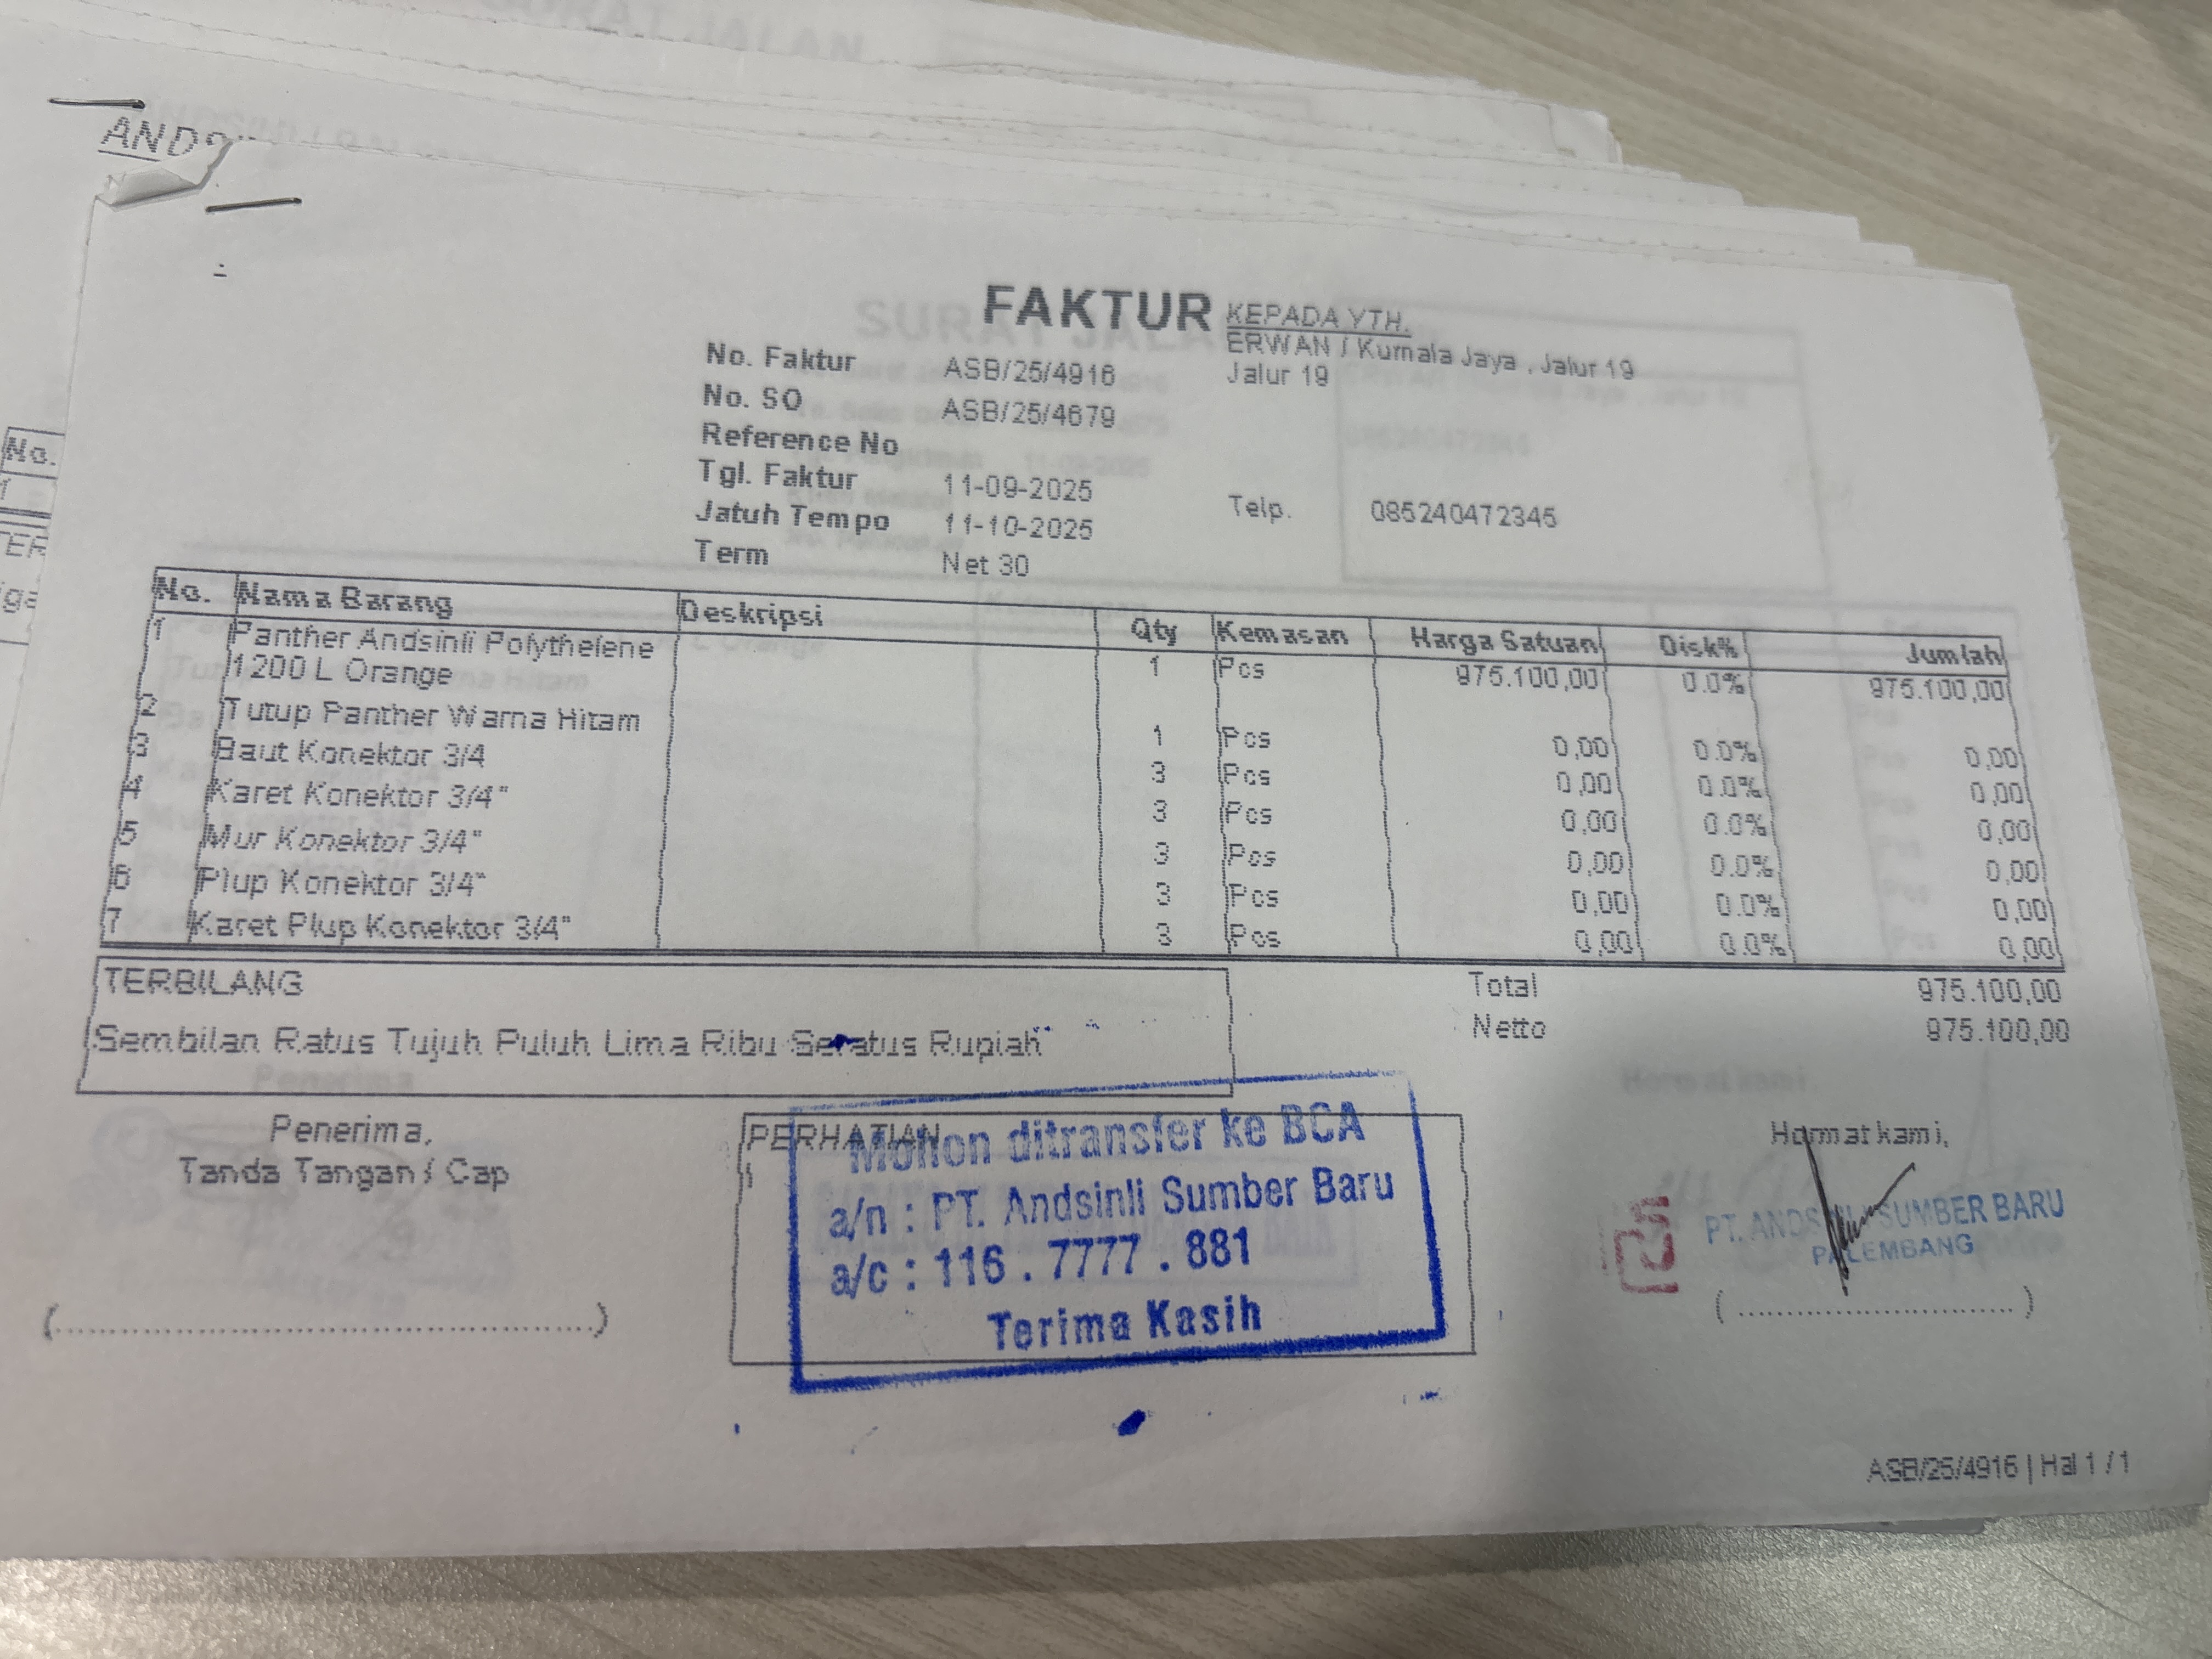 FAKTUR
KEPADA YTH.
ERWAN / Kumala Jaya , Jalur 19
Jalur 19
No. Faktur ASB/25/4916
No. SO ASB/25/4679
Reference No
Tgl. Faktur 11-09-2025
Jatuh Tempo 11-10-2025
Term Net 30
Telp. 085240472345
No. Nama Barang Deskripsi Qty Kemasan Harga Satuan Disk% Jumlah
1 Panther Andsinli Polythelene 1 Pcs 975.100,00 0.0% 975.100,00
1200 L Orange
2 Tutup Panther Warna Hitam 1 Pcs 0,00 0.0% 0,00
3 Baut Konektor 3/4 3 Pcs 0,00 0.0% 0,00
4 Karet Konektor 3/4" 3 Pcs 0,00 0.0% 0,00
5 Mur Konektor 3/4" 3 Pcs 0,00 0.0% 0,00
6 Plup Konektor 3/4" 3 Pcs 0,00 0.0% 0,00
7 Karet Plup Konektor 3/4" 3 Pcs 0,00 0.0% 0,00
TERBILANG
Sembilan Ratus Tujuh Puluh Lima Ribu Seratus Rupiah
Total 975.100,00
Netto 975.100,00
Penerima,
Tanda Tangan / Cap
(................................................)
PERHATIAN
Mohon ditransfer ke BCA
a/n : PT. Andsinli Sumber Baru
a/c : 116 . 7777 . 881
Terima Kasih
Hormat kami,
PT. ANDSINLI SUMBER BARU
PALEMBANG
(............................)
ASB/25/4916 | Hal 1 / 1
SURAT JALAN
No.
1